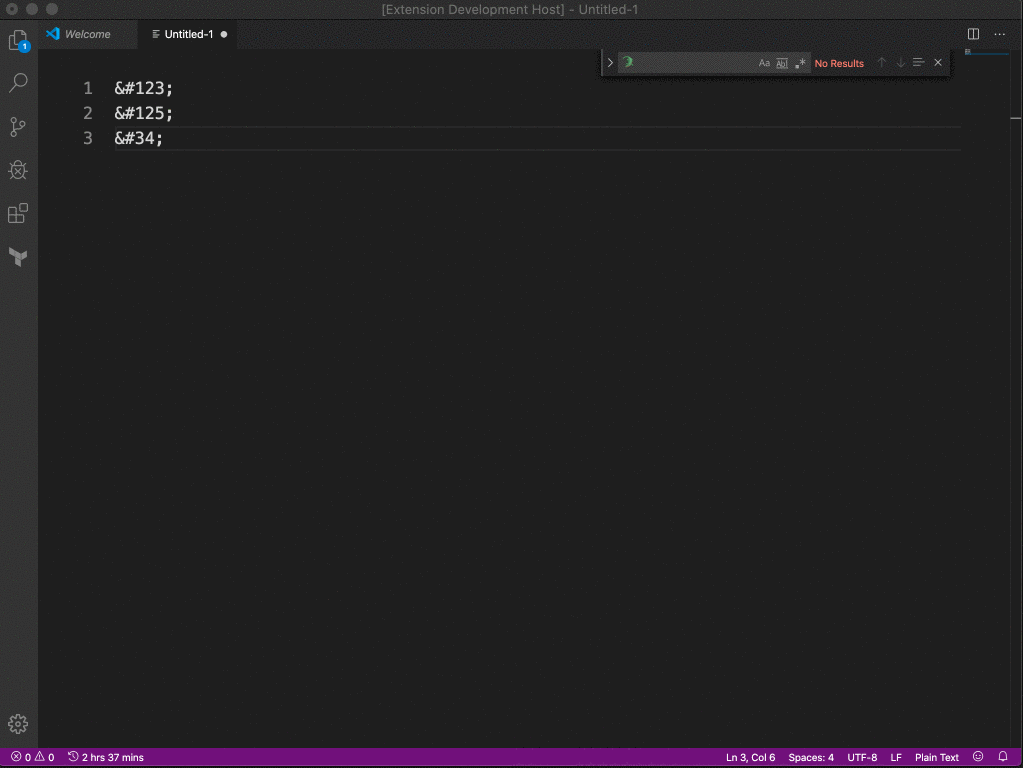 [Extension Development Host] - Untitled-1
1
Welcome
Untitled-1
Aa Abl .* No Results
1 &#123;
2 &#125;
3 &#34;
0 0 2 hrs 37 mins Ln 3, Col 6 Spaces: 4 UTF-8 LF Plain Text